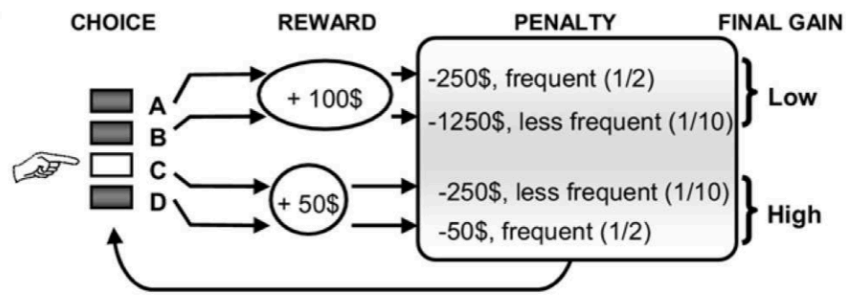 CHOICE REWARD PENALTY FINAL GAIN
A
B
C
D
+ 100$
+ 50$
-250$, frequent (1/2)
-1250$, less frequent (1/10)
-250$, less frequent (1/10)
-50$, frequent (1/2)
Low
High